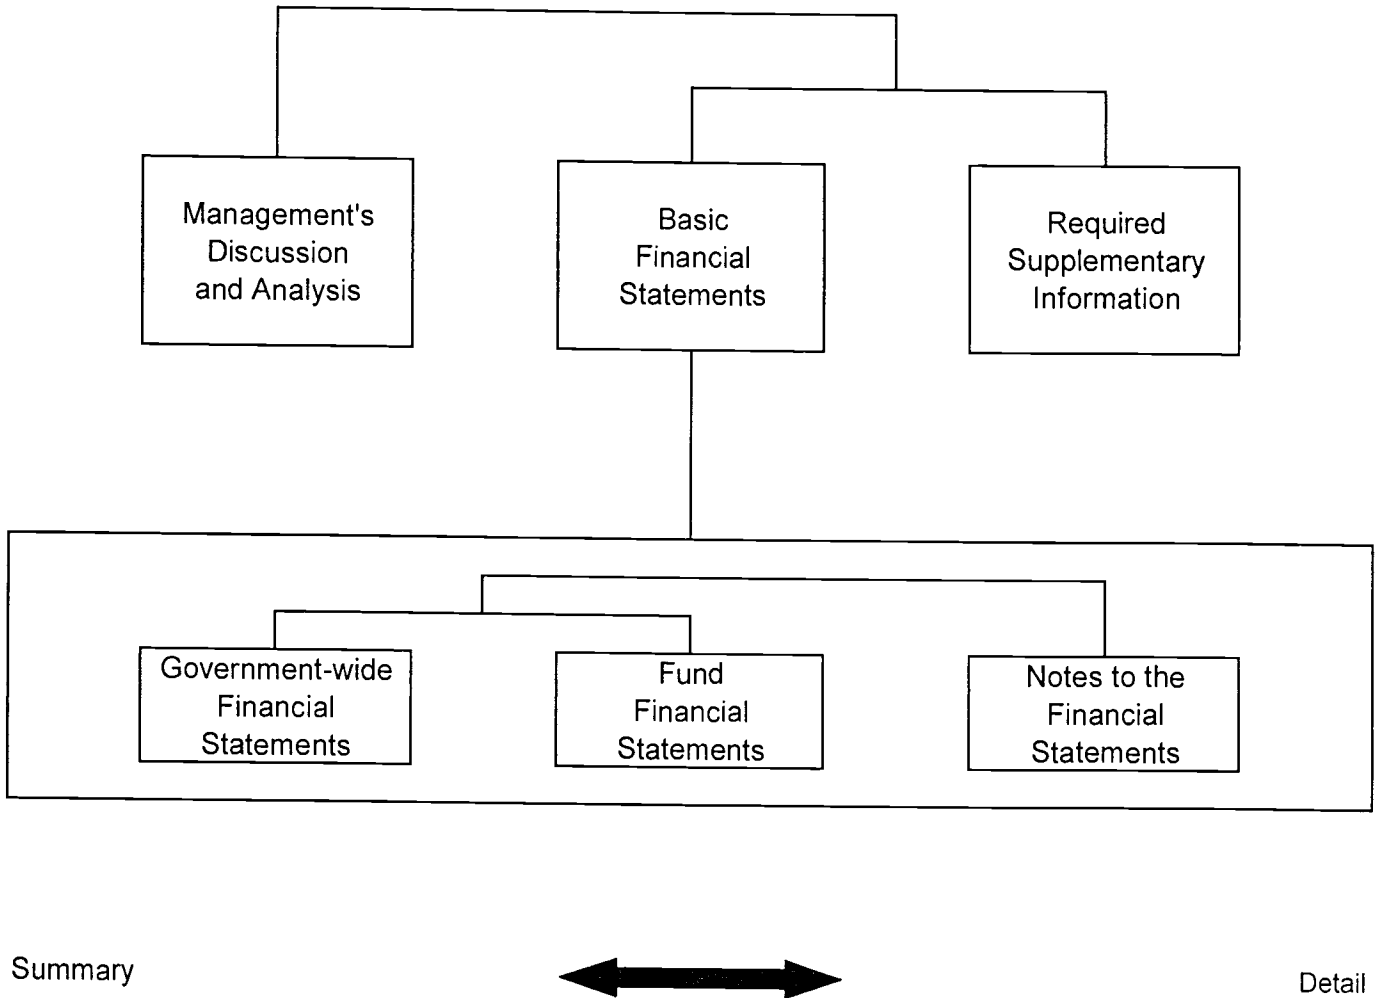 Management's
Discussion
and Analysis
Basic
Financial
Statements
Required
Supplementary
Information
Government-wide
Financial
Statements
Fund
Financial
Statements
Notes to the
Financial
Statements
Summary
Detail